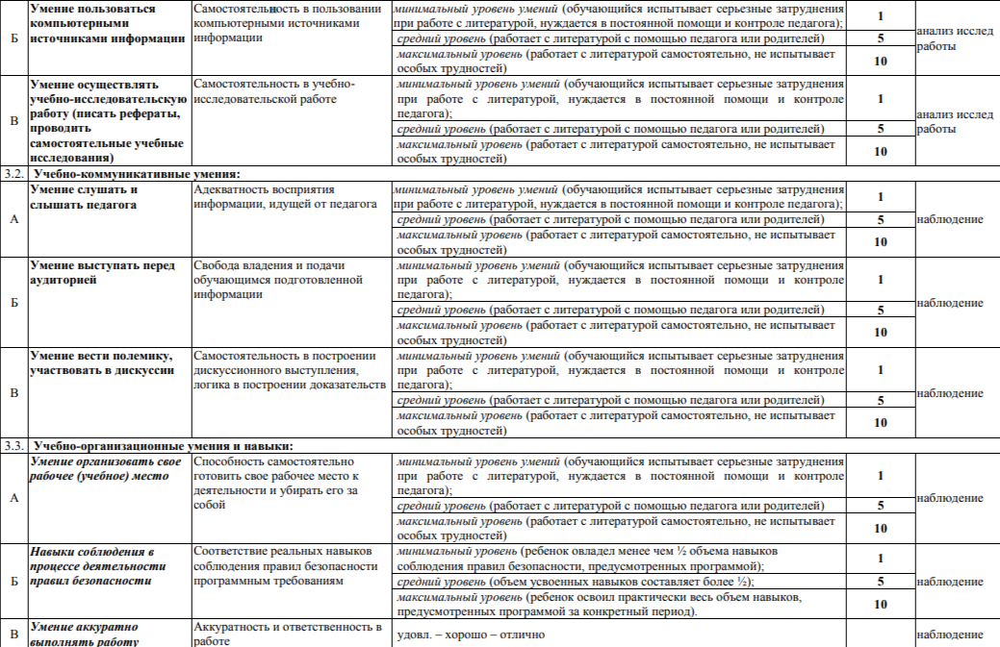 Б
Умение пользоваться
компьютерными
источниками информации
Самостоятельность в пользовании
компьютерными источниками
информации
минимальный уровень умений (обучающийся испытывает серьезные затруднения
при работе с литературой, нуждается в постоянной помощи и контроле педагога);
1
средний уровень (работает с литературой с помощью педагога или родителей)
5
максимальный уровень (работает с литературой самостоятельно, не испытывает
особых трудностей)
10
анализ исслед
работы
В
Умение осуществлять
учебно-исследовательскую
работу (писать рефераты,
проводить
самостоятельные учебные
исследования)
Самостоятельность в учебно-
исследовательской работе
минимальный уровень умений (обучающийся испытывает серьезные затруднения
при работе с литературой, нуждается в постоянной помощи и контроле
педагога);
1
средний уровень (работает с литературой с помощью педагога или родителей)
5
максимальный уровень (работает с литературой самостоятельно, не испытывает
особых трудностей)
10
анализ исслед
работы
3.2. Учебно-коммуникативные умения:
А
Умение слушать и
слышать педагога
Адекватность восприятия
информации, идущей от педагога
минимальный уровень умений (обучающийся испытывает серьезные затруднения
при работе с литературой, нуждается в постоянной помощи и контроле педагога);
1
средний уровень (работает с литературой с помощью педагога или родителей)
5
максимальный уровень (работает с литературой самостоятельно, не испытывает
особых трудностей)
10
наблюдение
Б
Умение выступать перед
аудиторией
Свобода владения и подачи
обучающимся подготовленной
информации
минимальный уровень умений (обучающийся испытывает серьезные затруднения
при работе с литературой, нуждается в постоянной помощи и контроле
педагога);
1
средний уровень (работает с литературой с помощью педагога или родителей)
5
максимальный уровень (работает с литературой самостоятельно, не испытывает
особых трудностей)
10
наблюдение
В
Умение вести полемику,
участвовать в дискуссии
Самостоятельность в построении
дискуссионного выступления,
логика в построении доказательств
минимальный уровень умений (обучающийся испытывает серьезные затруднения
при работе с литературой, нуждается в постоянной помощи и контроле
педагога);
1
средний уровень (работает с литературой с помощью педагога или родителей)
5
максимальный уровень (работает с литературой самостоятельно, не испытывает
особых трудностей)
10
наблюдение
3.3. Учебно-организационные умения и навыки:
А
Умение организовать свое
рабочее (учебное) место
Способность самостоятельно
готовить свое рабочее место к
деятельности и убирать его за
собой
минимальный уровень умений (обучающийся испытывает серьезные затруднения
при работе с литературой, нуждается в постоянной помощи и контроле
педагога);
1
средний уровень (работает с литературой с помощью педагога или родителей)
5
максимальный уровень (работает с литературой самостоятельно, не испытывает
особых трудностей)
10
наблюдение
Б
Навыки соблюдения в
процессе деятельности
правил безопасности
Соответствие реальных навыков
соблюдения правил безопасности
программным требованиям
минимальный уровень (ребенок овладел менее чем ½ объема навыков
соблюдения правил безопасности, предусмотренных программой);
1
средний уровень (объем усвоенных навыков составляет более ½);
5
максимальный уровень (ребенок освоил практически весь объем навыков,
предусмотренных программой за конкретный период).
10
наблюдение
В
Умение аккуратно
выполнять работу
Аккуратность и ответственность в
работе
удовл. – хорошо – отлично
наблюдение